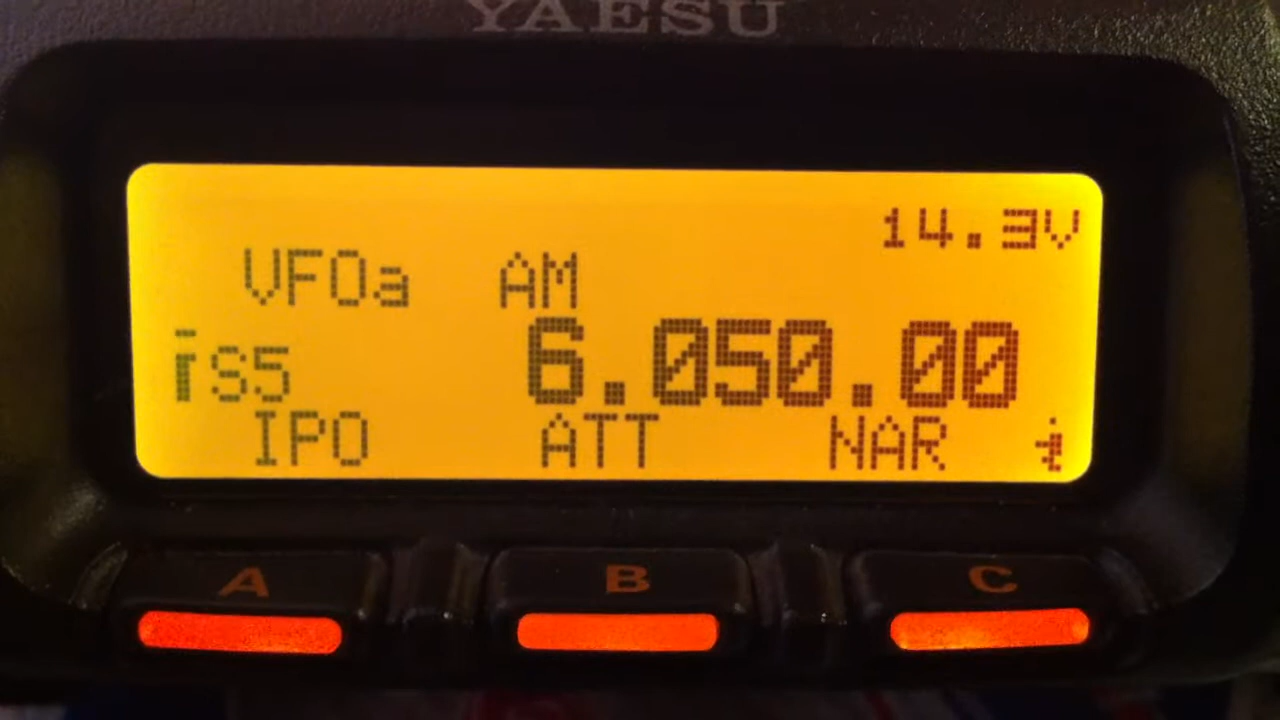 YAESU
14.3V
VFOa AM
S5 6.050.00
IPO ATT NAR
A B C